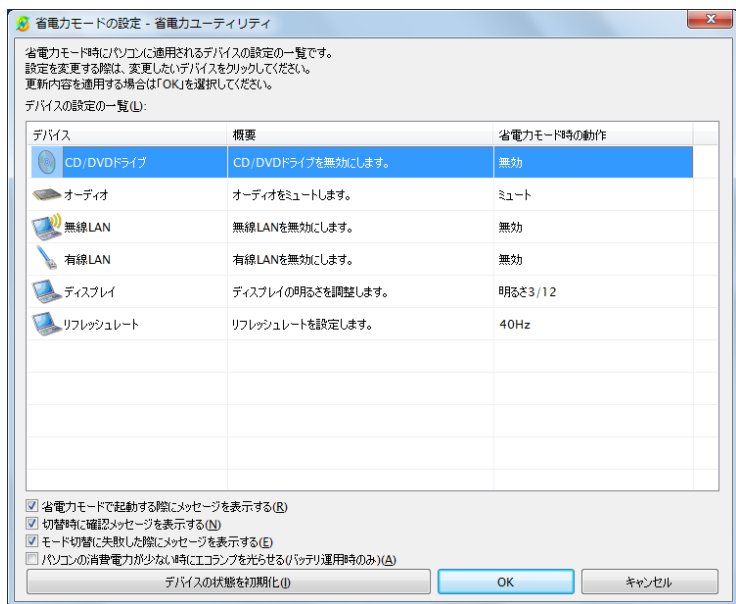 省電力モードの設定 - 省電力ユーティリティ
省電力モード時にパソコンに適用されるデバイスの設定の一覧です。
設定を変更する際は、変更したいデバイスをクリックしてください。
更新内容を適用する場合は「OK」を選択してください。
デバイスの設定の一覧(L):
デバイス 概要 省電力モード時の動作
CD/DVDドライブ CD/DVDドライブを無効にします。 無効
オーディオ オーディオをミュートします。 ミュート
無線LAN 無線LANを無効にします。 無効
有線LAN 有線LANを無効にします。 無効
ディスプレイ ディスプレイの明るさを調整します。 明るさ3/12
リフレッシュレート リフレッシュレートを設定します。 40Hz
省電力モードで起動する際にメッセージを表示する(R)
切替時に確認メッセージを表示する(N)
モード切替に失敗した際にメッセージを表示する(E)
パソコンの消費電力が少ない時にエコランプを光らせる(バッテリ運用時のみ)(A)
デバイスの状態を初期化(I) OK キャンセル